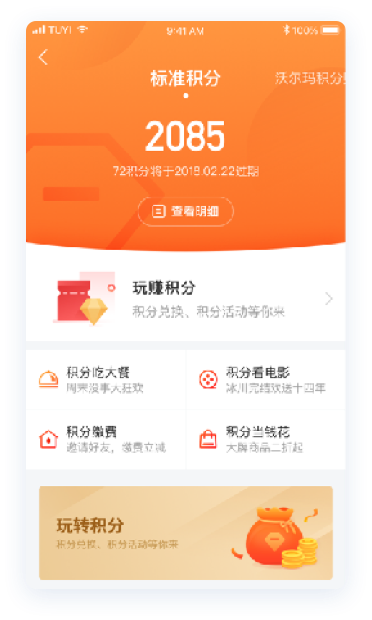 TUYI 9:41 AM 100%
标准积分 沃尔玛积分
2085
72积分将于2018.02.22过期
查看明细
玩赚积分
积分兑换、积分活动等你来
积分吃大餐
周末没事大狂欢
积分看电影
冰川完结欢送十四年
积分缴费
邀请好友，缴费立减
积分当钱花
大牌商品二折起
玩转积分
积分兑换、积分活动等你来